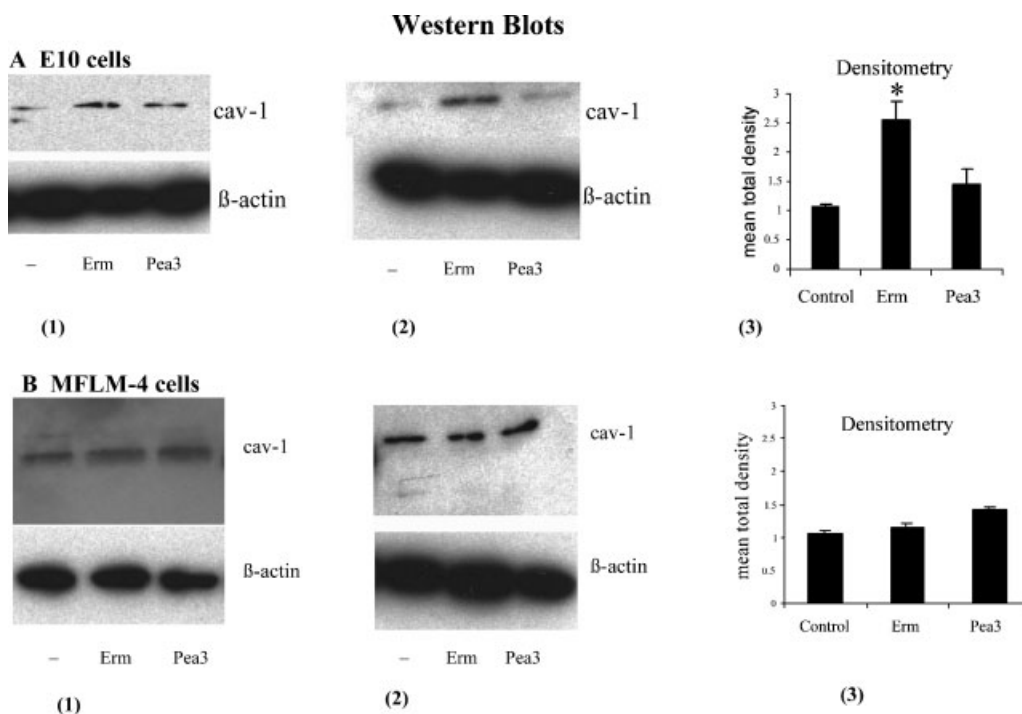 Western Blots
A E10 cells
cav-1
ß-actin
– Erm Pea3
(1)
cav-1
ß-actin
– Erm Pea3
(2)
Densitometry
*
mean total density
3
2.5
2
1.5
1
0.5
0
Control Erm Pea3
(3)
B MFLM-4 cells
cav-1
ß-actin
– Erm Pea3
(1)
cav-1
ß-actin
– Erm Pea3
(2)
Densitometry
mean total density
3
2.5
2
1.5
1
0.5
0
Control Erm Pea3
(3)